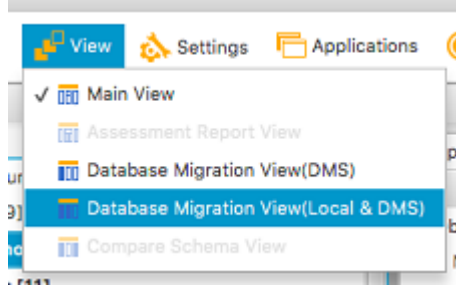 View Settings Applications
✓ Main View
Assessment Report View
Database Migration View(DMS)
Database Migration View(Local & DMS)
Compare Schema View